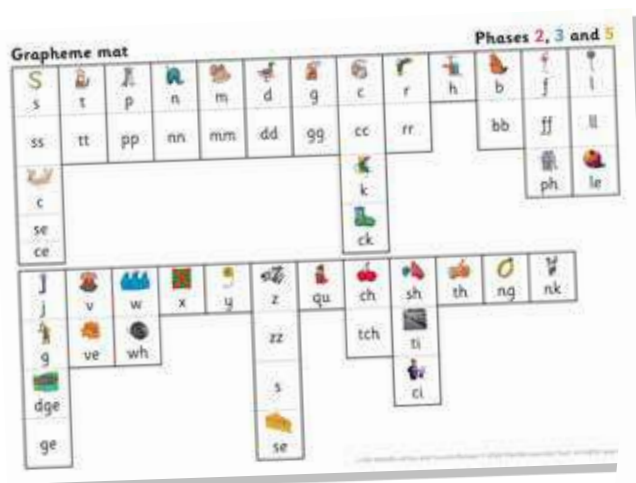 Grapheme mat
Phases 2, 3 and 5
s t p n m d g c r h b f l
ss tt pp nn mm dd gg cc rr bb ff ll
c k ph le
se ck
ce
j v w x y z qu ch sh th ng nk
g ve wh zz tch ti
dge s ci
ge se